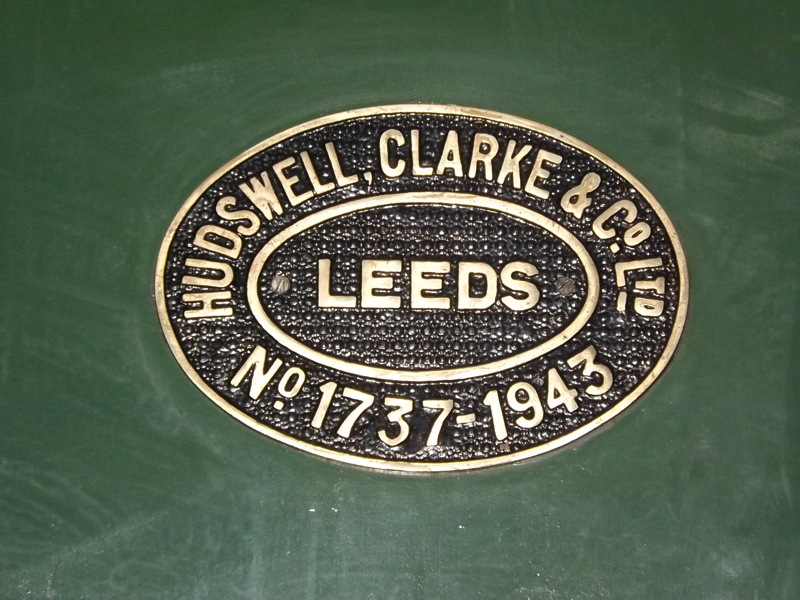 HUDSWELL, CLARKE & Co. LTD
LEEDS
No. 1737-1943